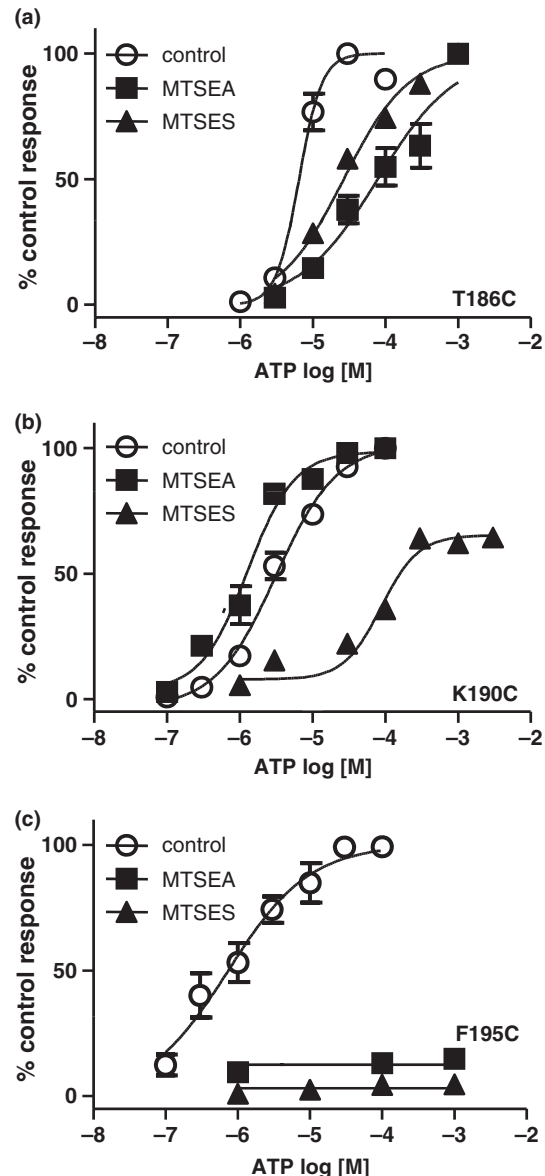 (a)
control
MTSEA
MTSES
100
50
0
% control response
T186C
–8 –7 –6 –5 –4 –3 –2
ATP log [M]
(b)
control
MTSEA
MTSES
100
50
0
% control response
K190C
–8 –7 –6 –5 –4 –3 –2
ATP log [M]
(c)
control
MTSEA
MTSES
100
50
0
% control response
F195C
–8 –7 –6 –5 –4 –3 –2
ATP log [M]